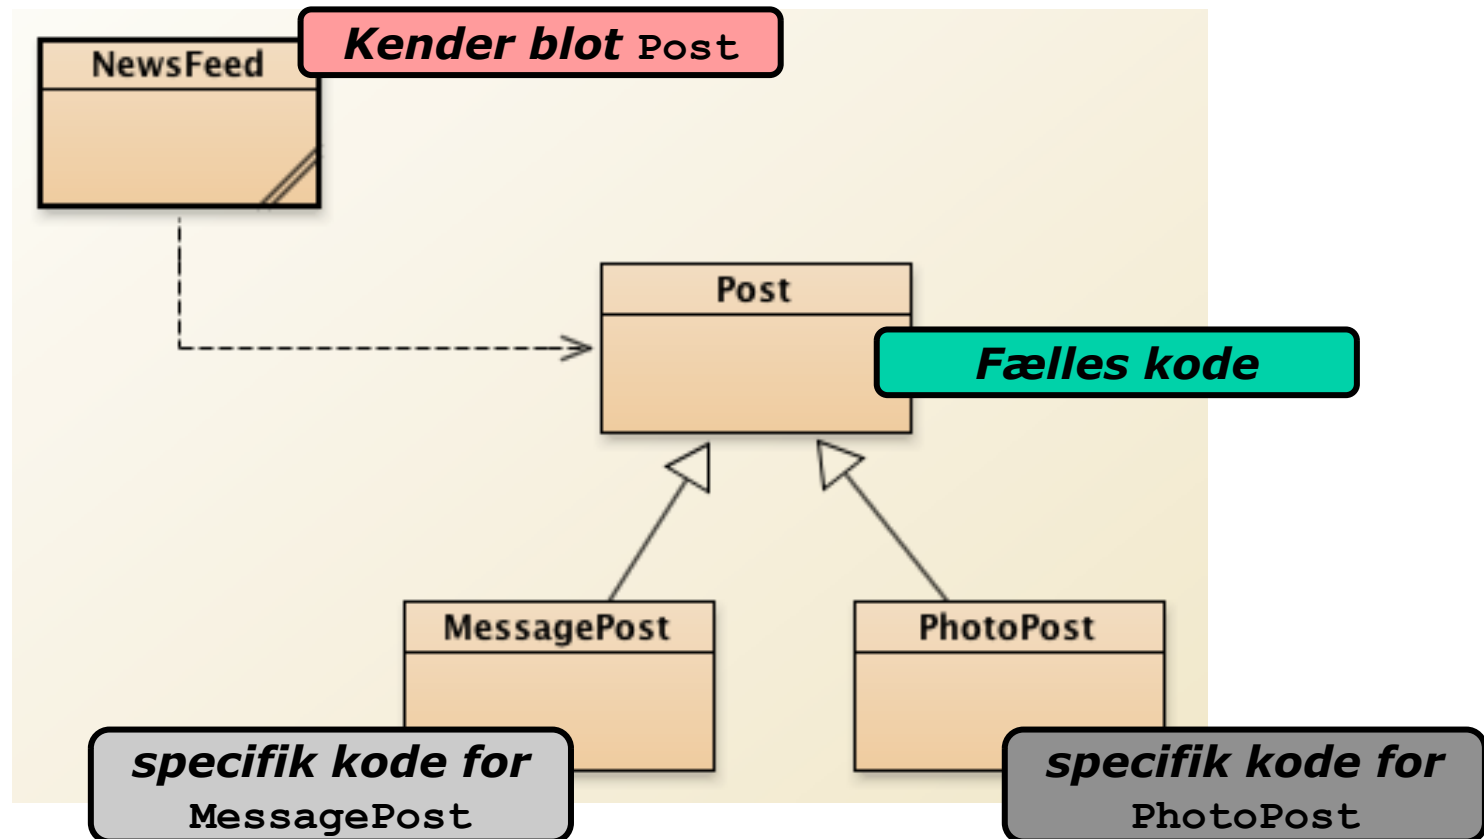 NewsFeed
Kender blot Post
Post
Fælles kode
MessagePost
PhotoPost
specifik kode for
MessagePost
specifik kode for
PhotoPost